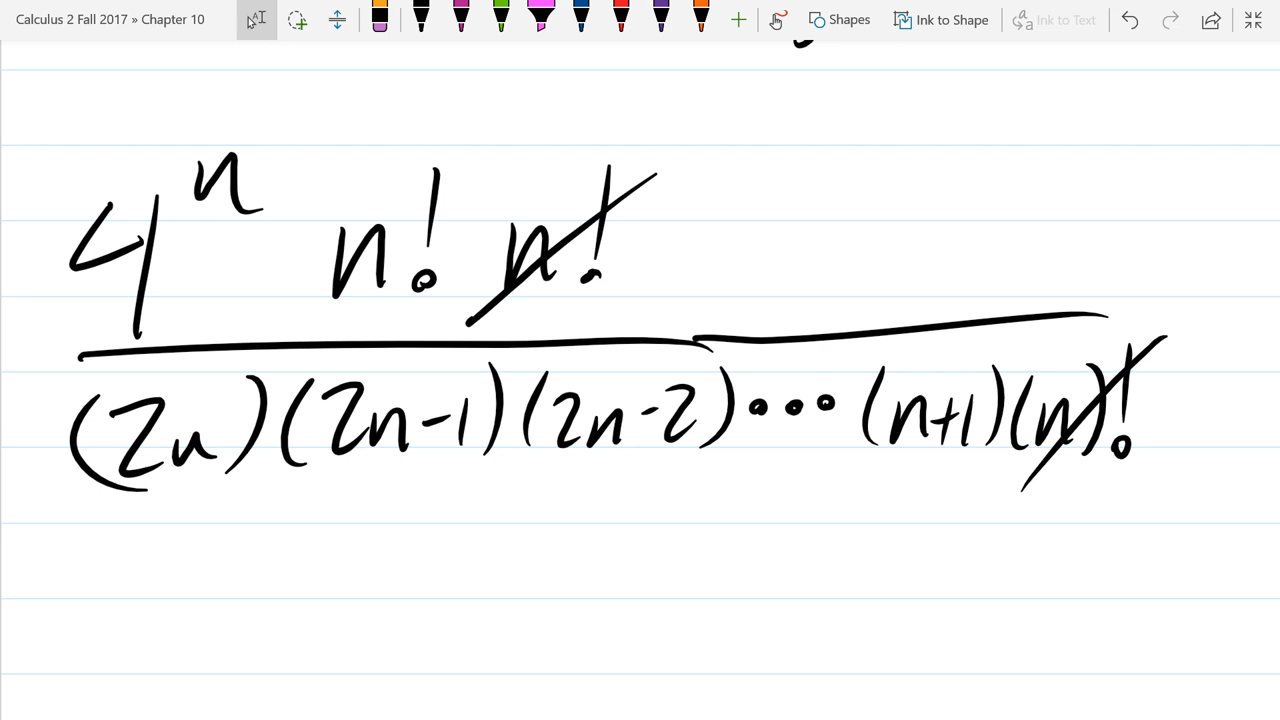 Calculus 2 Fall 2017 » Chapter 10 Shapes Ink to Shape Ink to Text
4ⁿ n! n!
(2n)(2n-1)(2n-2)•••(n+1)(n)!